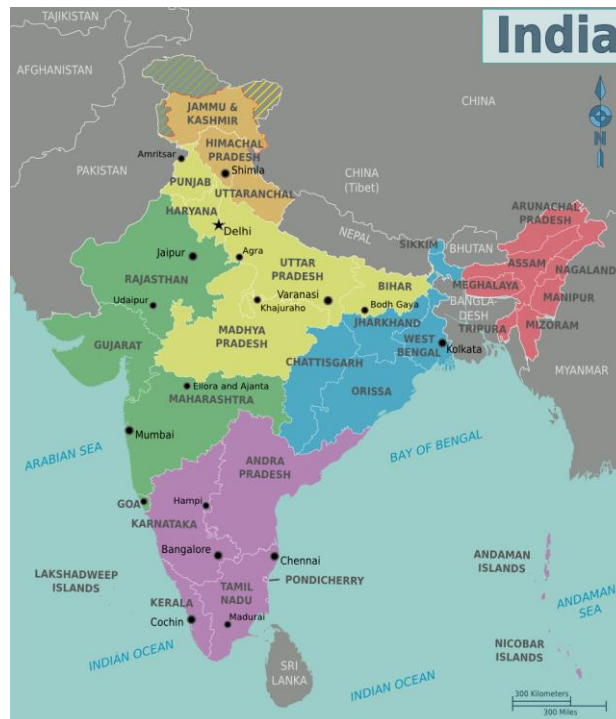 India
TAJIKISTAN
AFGHANISTAN
CHINA
N
JAMMU &
KASHMIR
HIMACHAL
PRADESH
Amritsar
Shimla
PAKISTAN
PUNJAB
UTTARANCHAL
CHINA
(Tibet)
HARYANA
Delhi
ARUNACHAL
PRADESH
NEPAL
SIKKIM
BHUTAN
Jaipur
Agra
ASSAM
NAGALAND
RAJASTHAN
UTTAR
PRADESH
BIHAR
MEGHALAYA
Udaipur
Varanasi
Khajuraho
Bodh Gaya
BANGLA-
DESH
MANIPUR
JHARKHAND
TRIPURA
MIZORAM
GUJARAT
MADHYA
PRADESH
WEST
BENGAL
Kolkata
CHATTISGARH
MYANMAR
Ellora and Ajanta
MAHARASHTRA
ORISSA
Mumbai
ARABIAN SEA
BAY OF BENGAL
ANDRA
PRADESH
GOA
Hampi
KARNATAKA
Bangalore
Chennai
ANDAMAN
ISLANDS
LAKSHADWEEP
ISLANDS
PONDICHERRY
KERALA
TAMIL
NADU
ANDAMAN
SEA
Cochin
Madurai
INDIAN OCEAN
NICOBAR
ISLANDS
SRI
LANKA
INDIAN OCEAN
300 Kilometers
300 Miles